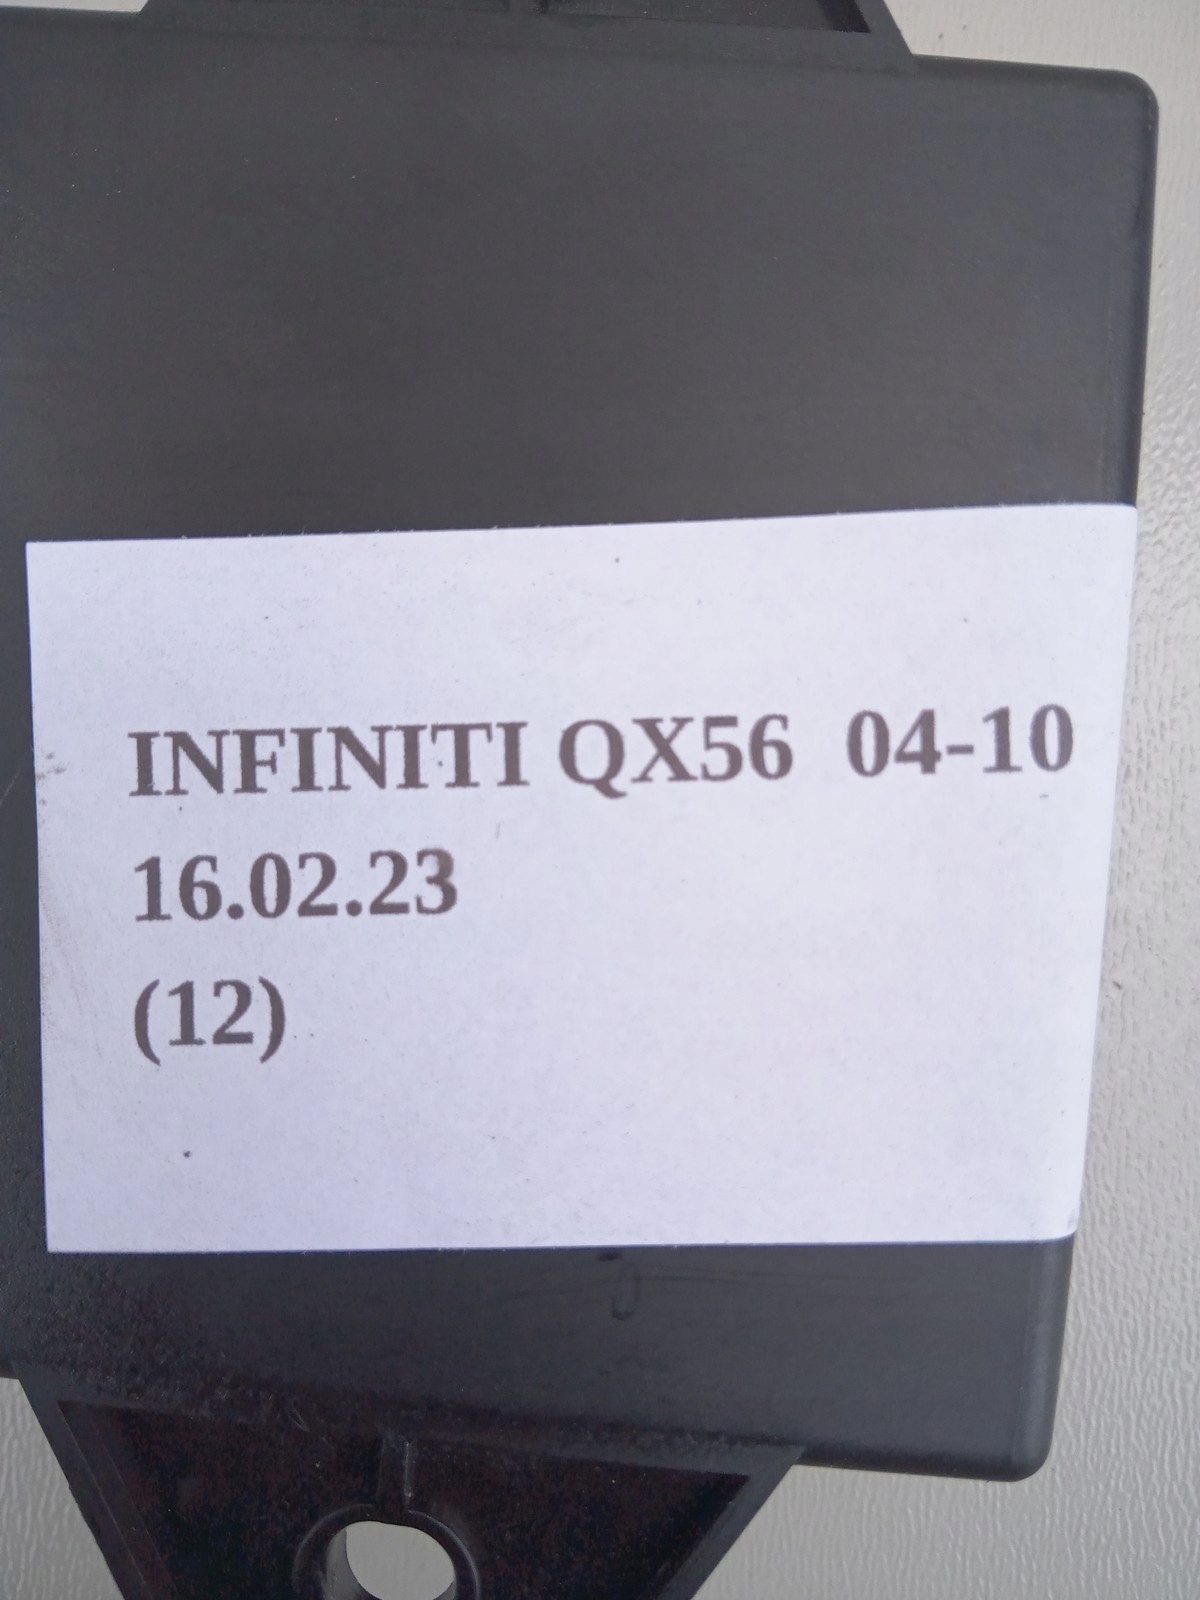 INFINITI QX56 04-10
16.02.23
(12)